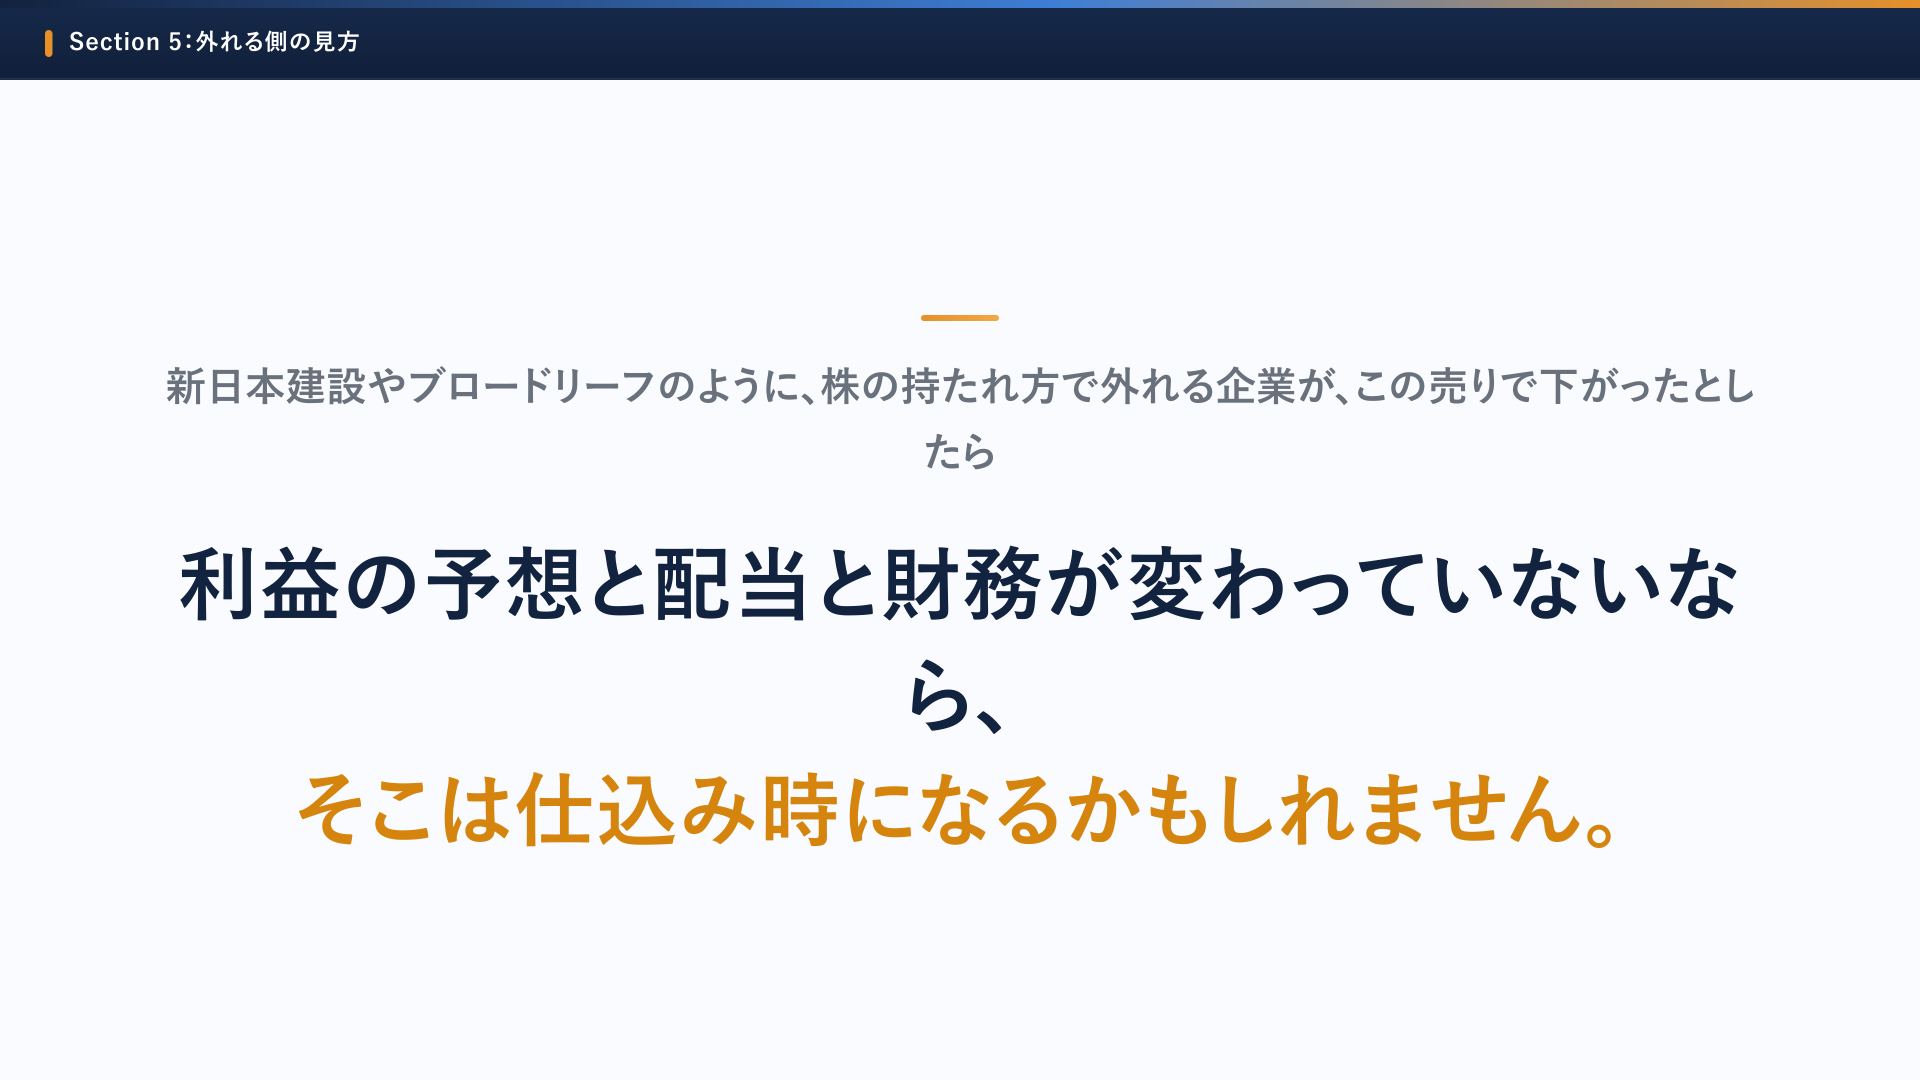 Section 5：外れる側の見方
新日本建設やブロードリーフのように、株の持たれ方で外れる企業が、この売りで下がったとし
たら
利益の予想と配当と財務が変わっていないな
ら、
そこは仕込み時になるかもしれません。